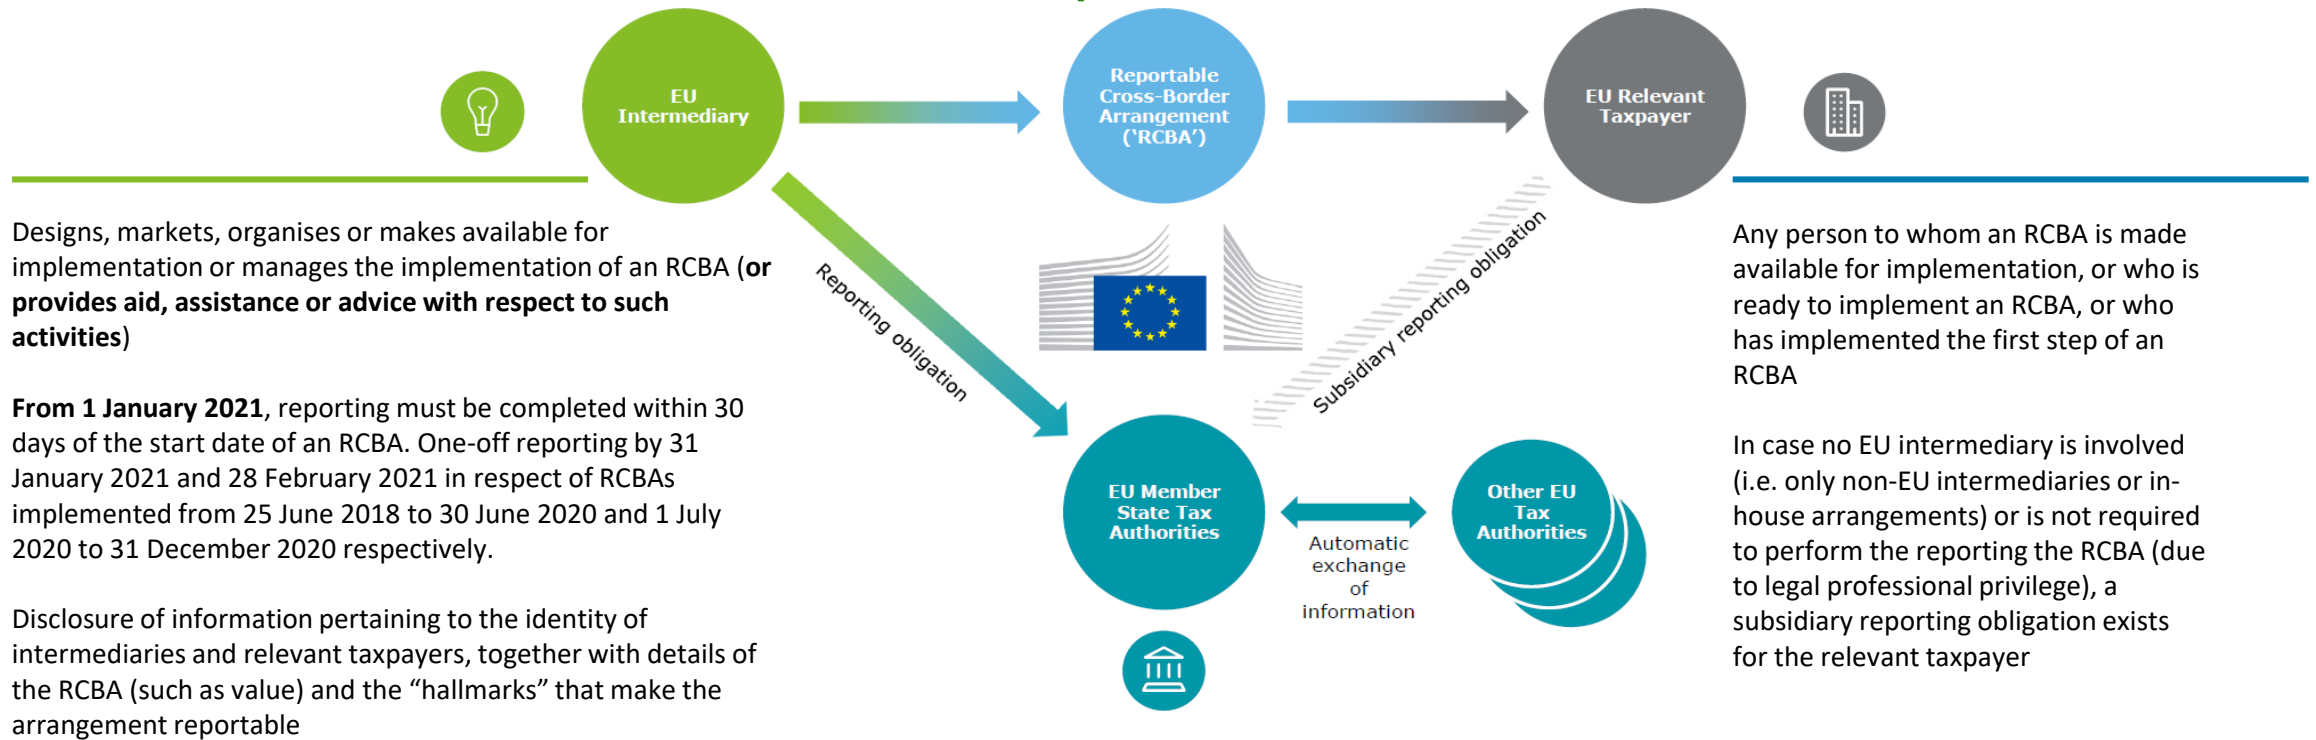 EU
Intermediary
Reportable
Cross-Border
Arrangement
(‘RCBA’)
EU Relevant
Taxpayer
Designs, markets, organises or makes available for
implementation or manages the implementation of an RCBA (or
provides aid, assistance or advice with respect to such
activities)
From 1 January 2021, reporting must be completed within 30
days of the start date of an RCBA. One-off reporting by 31
January 2021 and 28 February 2021 in respect of RCBAs
implemented from 25 June 2018 to 30 June 2020 and 1 July
2020 to 31 December 2020 respectively.
Disclosure of information pertaining to the identity of
intermediaries and relevant taxpayers, together with details of
the RCBA (such as value) and the “hallmarks” that make the
arrangement reportable
Reporting obligation
Subsidiary reporting obligation
EU Member
State Tax
Authorities
Automatic
exchange
of
information
Other EU
Tax
Authorities
Any person to whom an RCBA is made
available for implementation, or who is
ready to implement an RCBA, or who
has implemented the first step of an
RCBA
In case no EU intermediary is involved
(i.e. only non-EU intermediaries or in-
house arrangements) or is not required
to perform the reporting the RCBA (due
to legal professional privilege), a
subsidiary reporting obligation exists
for the relevant taxpayer